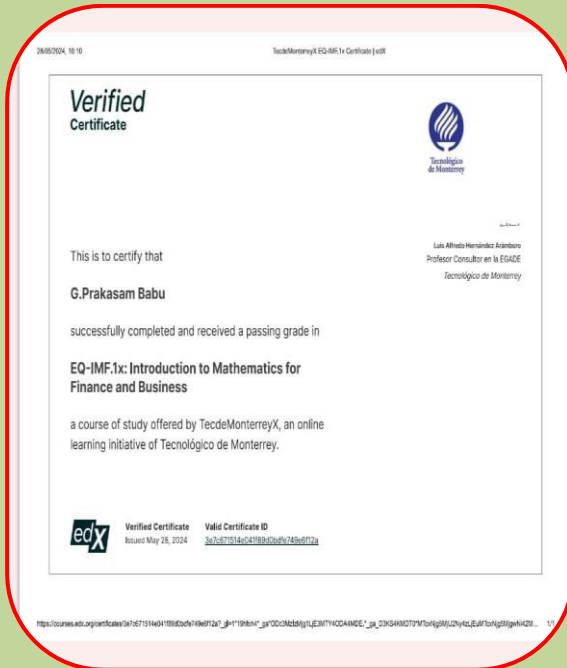 28/05/2024, 10:10 TecdeMonterreyX EQ-IMF.1x Certificate | edX
Verified
Certificate
Tecnológico
de Monterrey
Luis Alfredo Hernández Arámburo
Profesor Consultor en la EGADE
Tecnológico de Monterrey
This is to certify that
G.Prakasam Babu
successfully completed and received a passing grade in
EQ-IMF.1x: Introduction to Mathematics for
Finance and Business
a course of study offered by TecdeMonterreyX, an online
learning initiative of Tecnológico de Monterrey.
edX
Verified Certificate Valid Certificate ID
Issued May 28, 2024
1/1